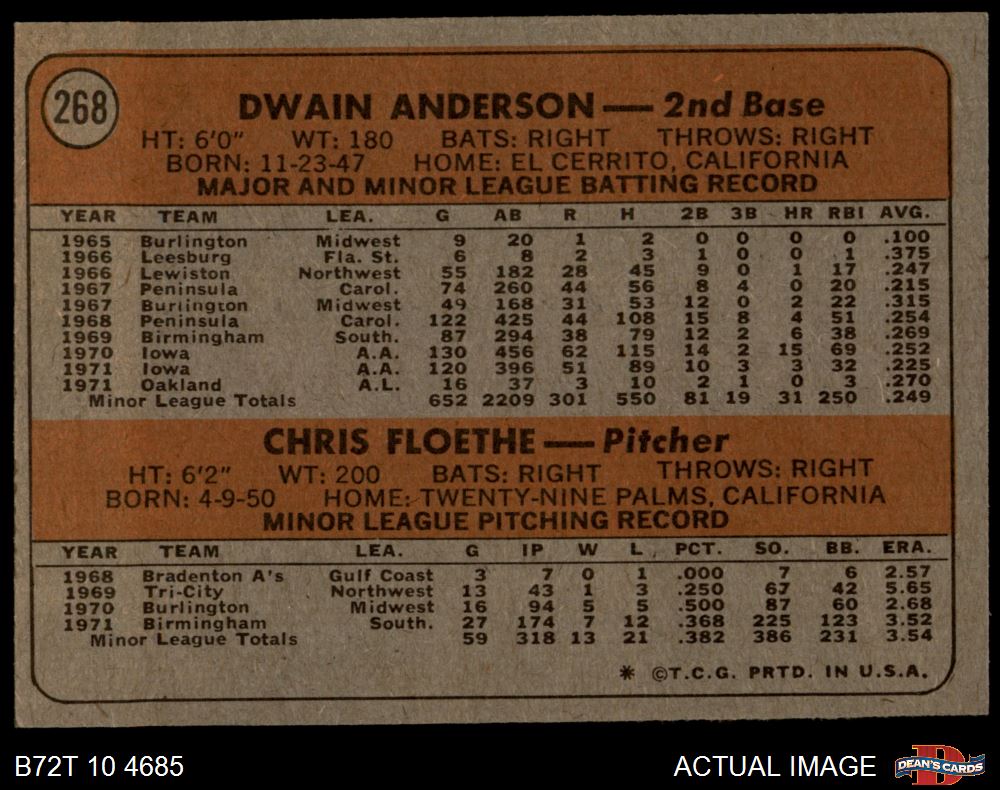 268
DWAIN ANDERSON — 2nd Base
HT: 6'0" WT: 180 BATS: RIGHT THROWS: RIGHT
BORN: 11-23-47 HOME: EL CERRITO, CALIFORNIA
MAJOR AND MINOR LEAGUE BATTING RECORD
YEAR TEAM LEA. G AB R H 2B 3B HR RBI AVG.
1965 Burlington Midwest 9 20 1 2 0 0 0 0 .100
1966 Leesburg Fla. St. 6 8 2 3 1 0 0 1 .375
1966 Lewiston Northwest 55 182 28 45 9 0 1 17 .247
1967 Peninsula Carol. 74 260 44 56 8 4 0 20 .215
1967 Burlington Midwest 49 168 31 53 12 0 2 22 .315
1968 Peninsula Carol. 122 425 44 108 15 8 4 51 .254
1969 Birmingham South. 87 294 38 79 12 2 6 38 .269
1970 Iowa A.A. 130 456 62 115 14 2 15 69 .252
1971 Iowa A.A. 120 396 51 89 10 3 3 32 .225
1971 Oakland A.L. 16 37 3 10 2 1 0 3 .270
Minor League Totals 652 2209 301 550 81 19 31 250 .249
CHRIS FLOETHE — Pitcher
HT: 6'2" WT: 200 BATS: RIGHT THROWS: RIGHT
BORN: 4-9-50 HOME: TWENTY-NINE PALMS, CALIFORNIA
MINOR LEAGUE PITCHING RECORD
YEAR TEAM LEA. G IP W L PCT. SO. BB. ERA.
1968 Bradenton A's Gulf Coast 3 7 0 1 .000 7 6 2.57
1969 Tri-City Northwest 13 43 1 3 .250 67 42 5.65
1970 Burlington Midwest 16 94 5 5 .500 87 60 2.68
1971 Birmingham South. 27 174 7 12 .368 225 123 3.52
Minor League Totals 59 318 13 21 .382 386 231 3.54
* ©T.C.G. PRTD. IN U.S.A.
B72T 10 4685 ACTUAL IMAGE DEAN'S CARDS